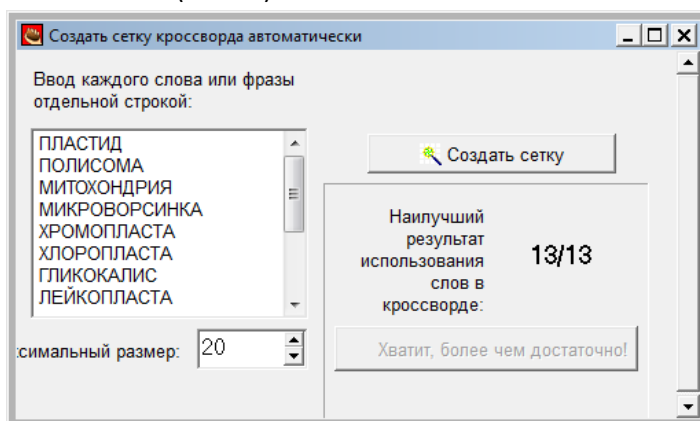 Создать сетку кроссворда автоматически
Ввод каждого слова или фразы
отдельной строкой:
ПЛАСТИД
ПОЛИСОМА
МИТОХОНДРИЯ
МИКРОВОРСИНКА
ХРОМОПЛАСТА
ХЛОРОПЛАСТА
ГЛИКОКАЛИС
ЛЕЙКОПЛАСТА
ксимальный размер: 20
Создать сетку
Наилучший
результат
использования
слов в
кроссворде:
13/13
Хватит, более чем достаточно!